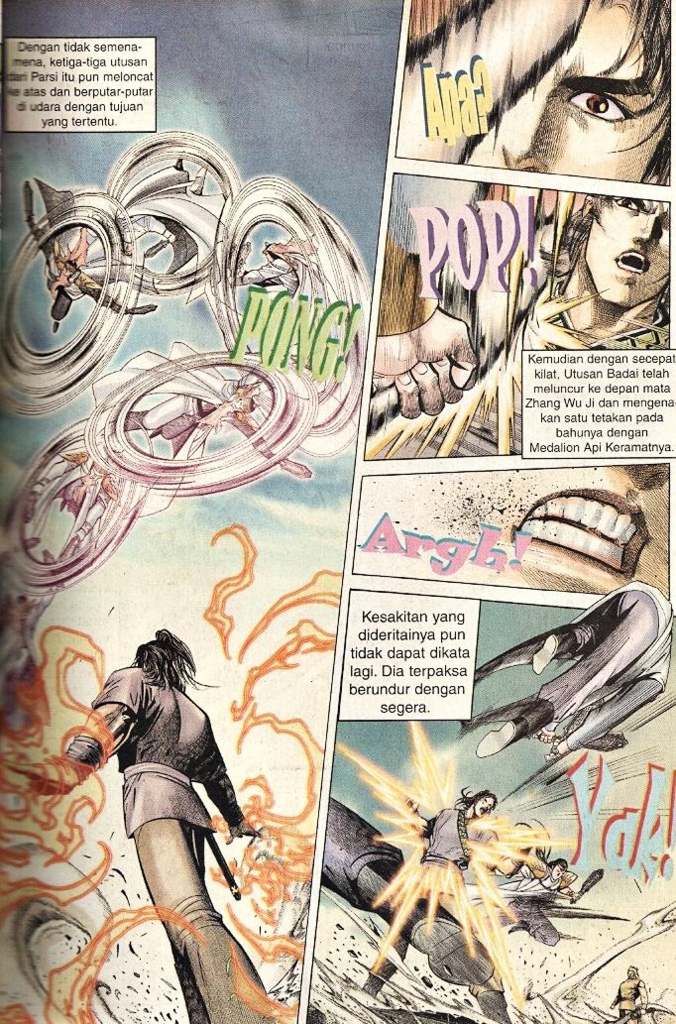 Dengan tidak semena-
mena, ketiga-tiga utusan
dari Parsi itu pun meloncat
ke atas dan berputar-putar
di udara dengan tujuan
yang tertentu.
PONG!
Apa?
POP!
Kemudian dengan secepat
kilat, Utusan Badai telah
meluncur ke depan mata
Zhang Wu Ji dan mengena-
kan satu tetakan pada
bahunya dengan
Medalion Api Keramatnya.
Argh!
Kesakitan yang
dideritainya pun
tidak dapat dikata
lagi. Dia terpaksa
berundur dengan
segera.
Yak!